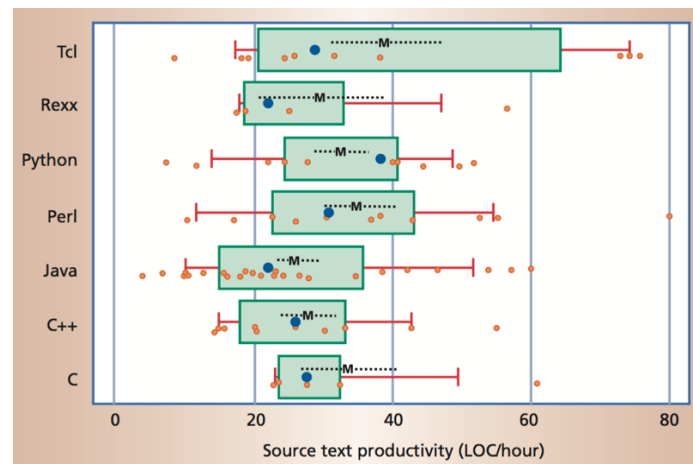 Tcl
M
Rexx
M
Python
M
Perl
M
Java
M
C++
M
C
M
0 20 40 60 80
Source text productivity (LOC/hour)